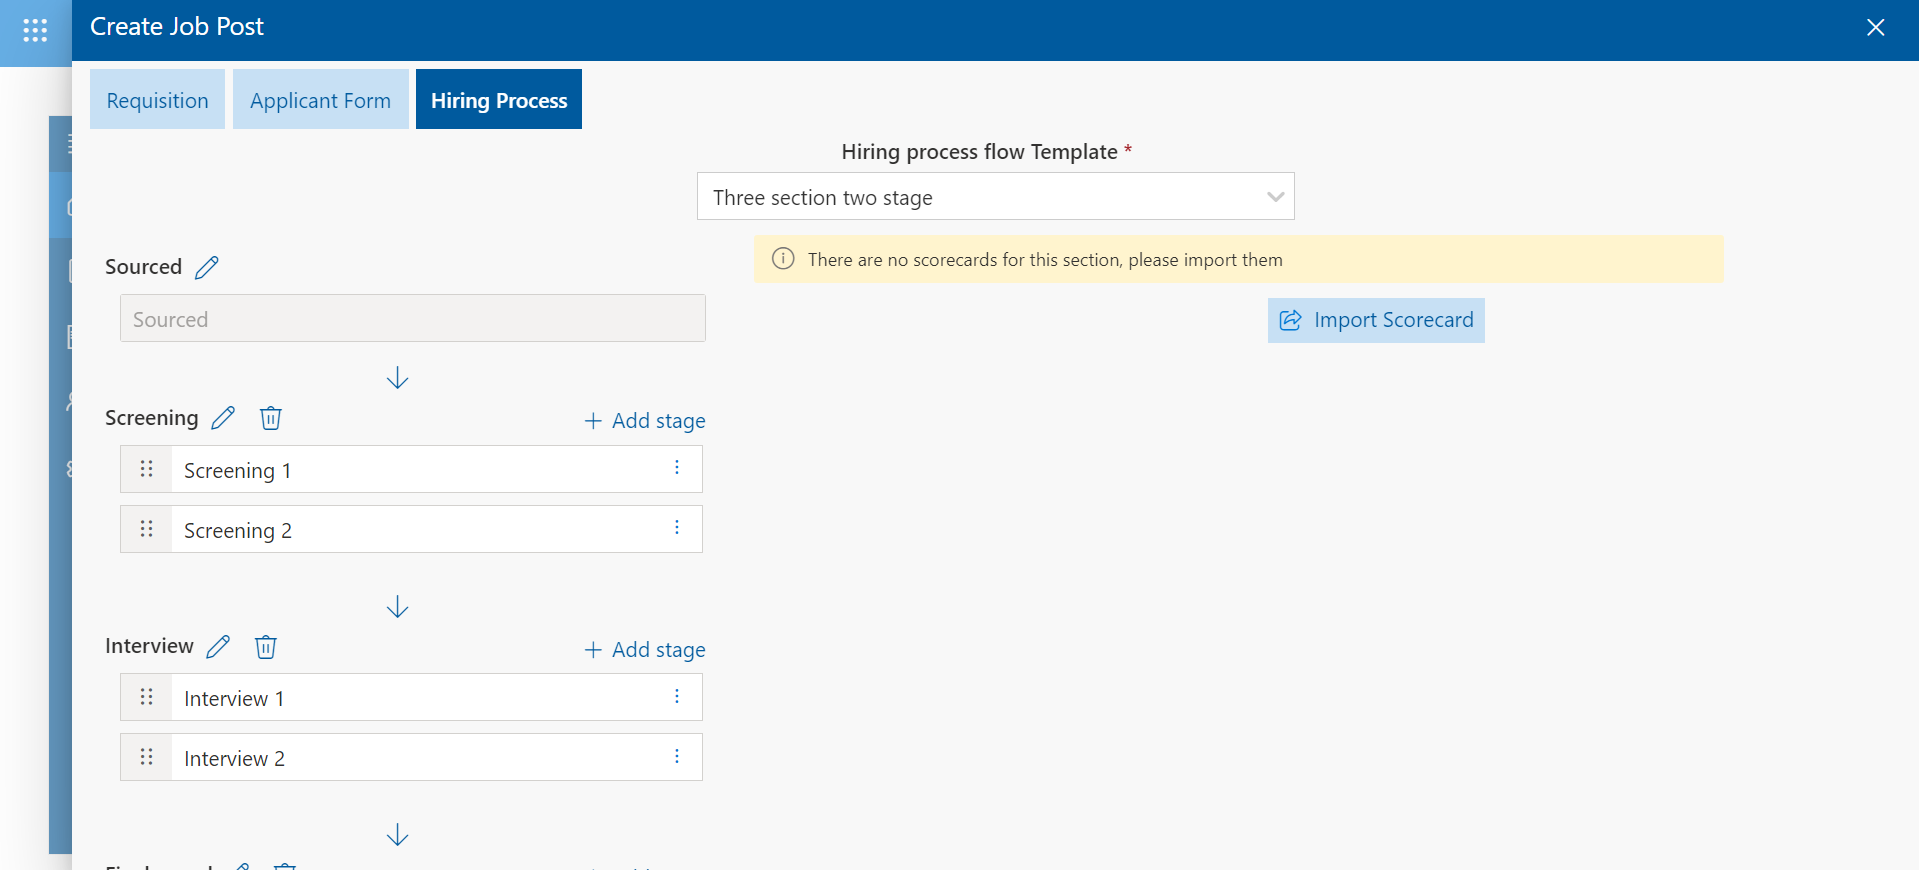 Create Job Post
Requisition
Applicant Form
Hiring Process
Hiring process flow Template *
Three section two stage
There are no scorecards for this section, please import them
Import Scorecard
Sourced
Sourced
Screening
+ Add stage
Screening 1
Screening 2
Interview
+ Add stage
Interview 1
Interview 2